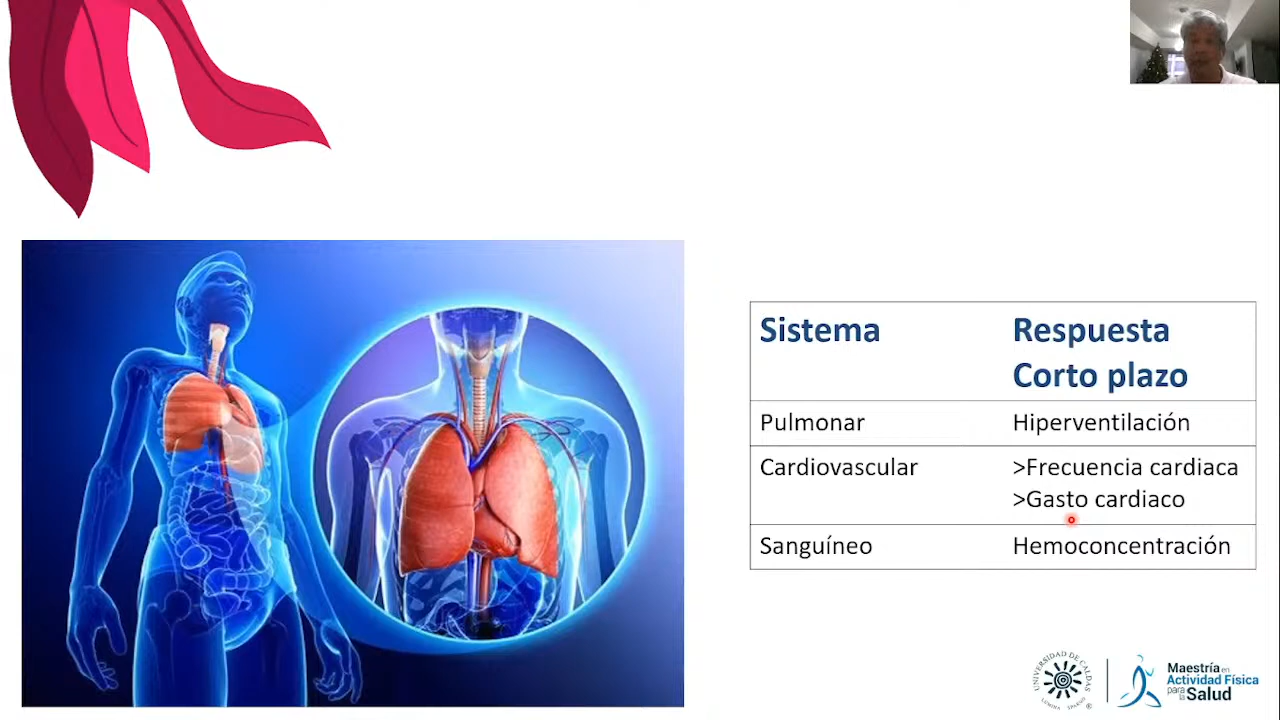 Sistema
Respuesta
Corto plazo
Pulmonar
Hiperventilación
Cardiovascular
>Frecuencia cardiaca
>Gasto cardiaco
Sanguíneo
Hemoconcentración
UNIVERSIDAD DE CALDAS
Maestría en
Actividad Física
para la Salud